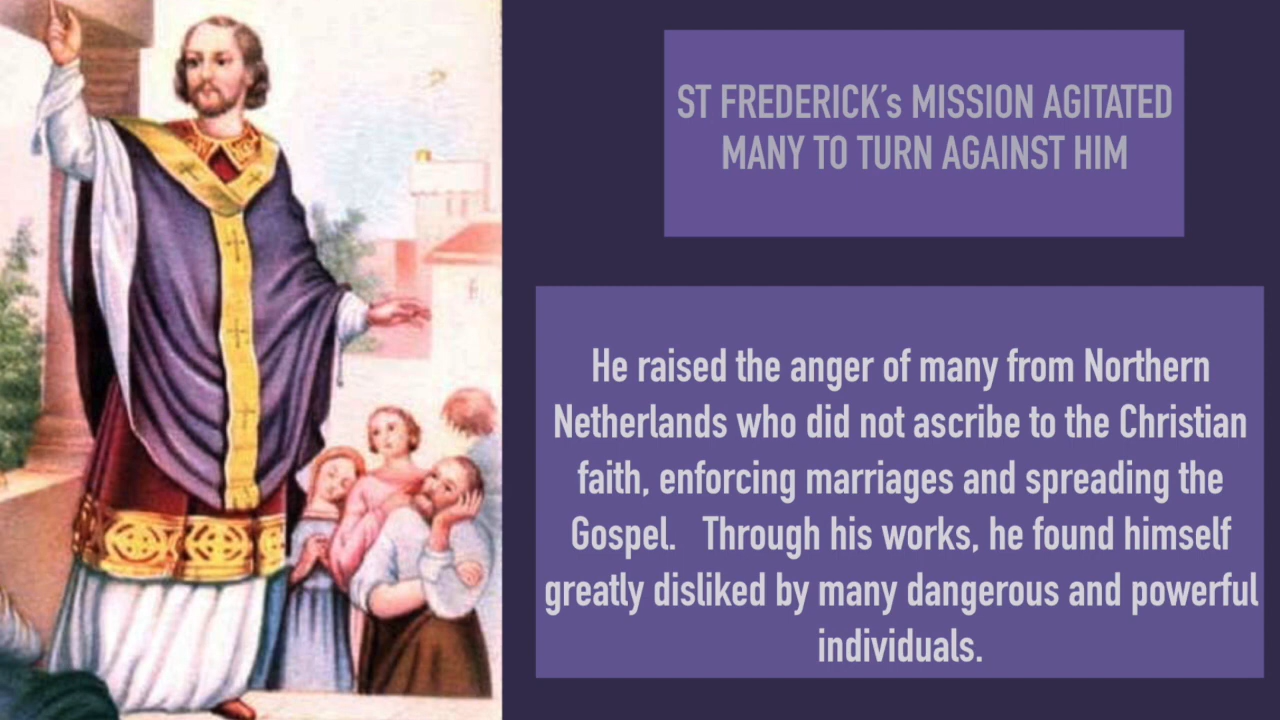 ST FREDERICK’s MISSION AGITATED
MANY TO TURN AGAINST HIM
He raised the anger of many from Northern
Netherlands who did not ascribe to the Christian
faith, enforcing marriages and spreading the
Gospel.   Through his works, he found himself
greatly disliked by many dangerous and powerful
individuals.